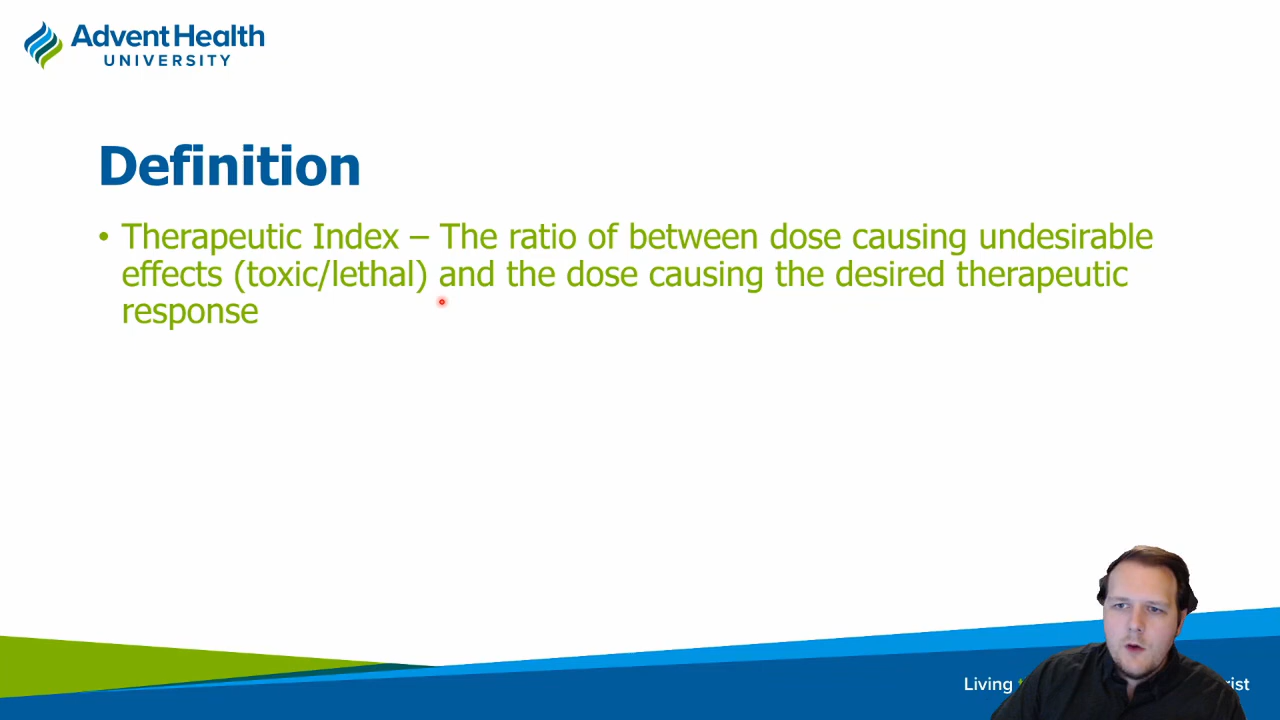 AdventHealth
UNIVERSITY
Definition
• Therapeutic Index – The ratio of between dose causing undesirable
effects (toxic/lethal) and the dose causing the desired therapeutic
response
Living